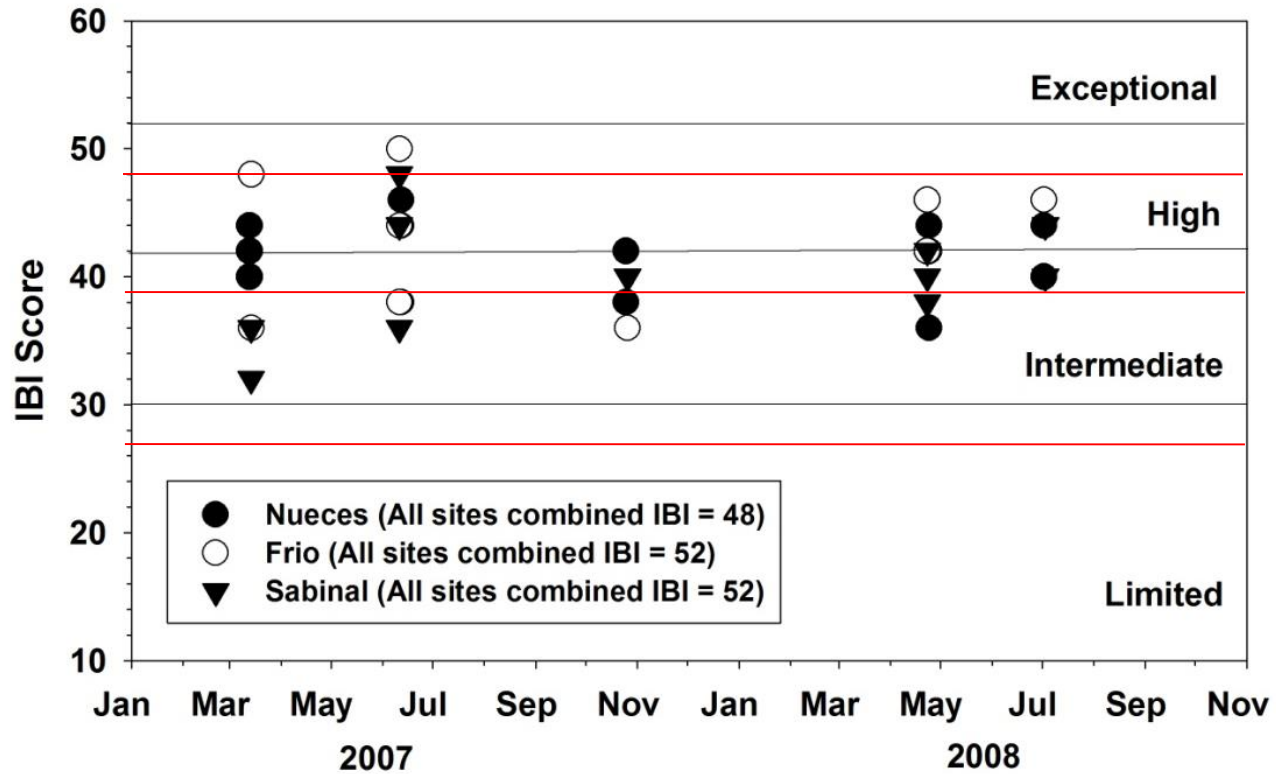 60
50
40
30
20
10
IBI Score
Exceptional
High
Intermediate
Limited
Nueces (All sites combined IBI = 48)
Frio (All sites combined IBI = 52)
Sabinal (All sites combined IBI = 52)
Jan Mar May Jul Sep Nov Jan Mar May Jul Sep Nov
2007 2008